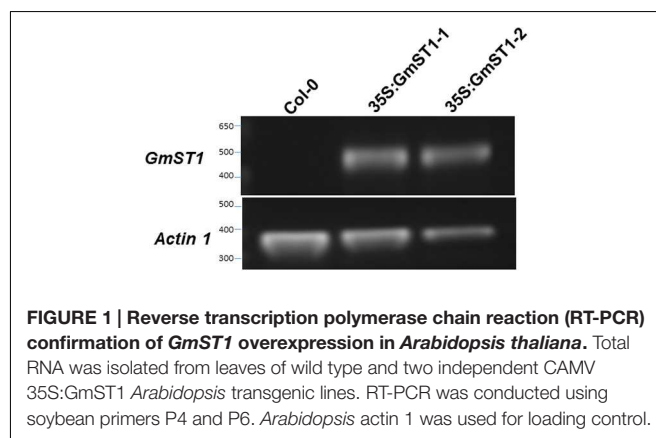 Col-0
35S:GmST1-1
35S:GmST1-2
650
GmST1
500
400
500
Actin 1
400
300
FIGURE 1 | Reverse transcription polymerase chain reaction (RT-PCR)
confirmation of GmST1 overexpression in Arabidopsis thaliana. Total
RNA was isolated from leaves of wild type and two independent CAMV
35S:GmST1 Arabidopsis transgenic lines. RT-PCR was conducted using
soybean primers P4 and P6. Arabidopsis actin 1 was used for loading control.